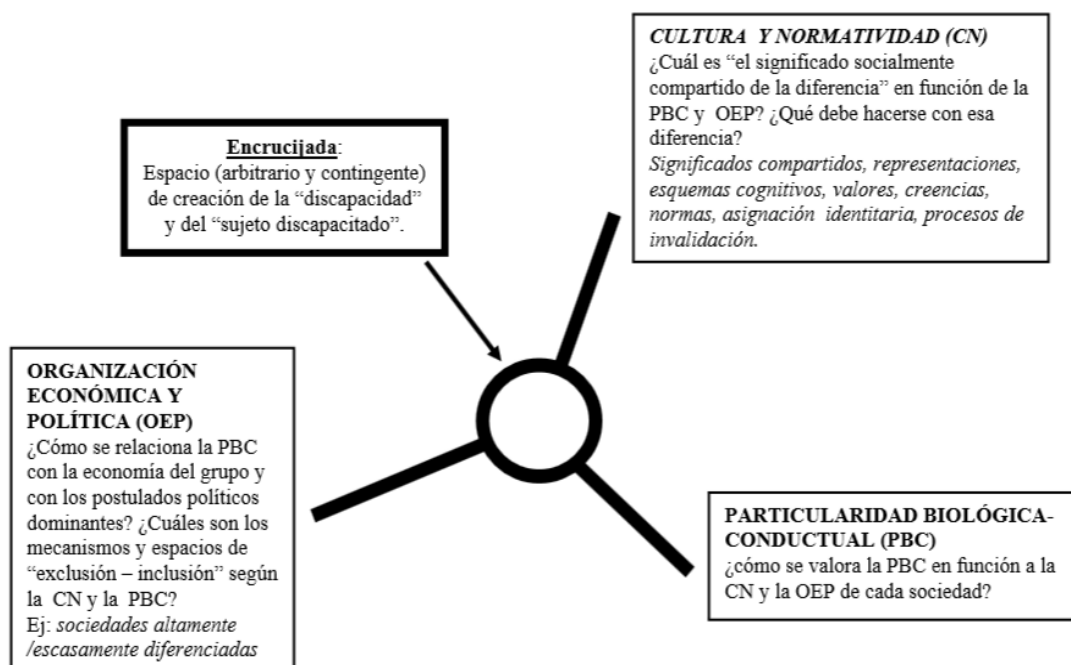 CULTURA Y NORMATIVIDAD (CN)
¿Cuál es “el significado socialmente
compartido de la diferencia” en función de la
PBC y OEP? ¿Qué debe hacerse con esa
diferencia?
Significados compartidos, representaciones,
esquemas cognitivos, valores, creencias,
normas, asignación identitaria, procesos de
invalidación.
Encrucijada:
Espacio (arbitrario y contingente)
de creación de la “discapacidad”
y del “sujeto discapacitado”.
ORGANIZACIÓN
ECONÓMICA Y
POLÍTICA (OEP)
¿Cómo se relaciona la PBC
con la economía del grupo y
con los postulados políticos
dominantes? ¿Cuáles son los
mecanismos y espacios de
“exclusión – inclusión” según
la CN y la PBC?
Ej: sociedades altamente
/escasamente diferenciadas
PARTICULARIDAD BIOLÓGICA-
CONDUCTUAL (PBC)
¿cómo se valora la PBC en función a la
CN y la OEP de cada sociedad?